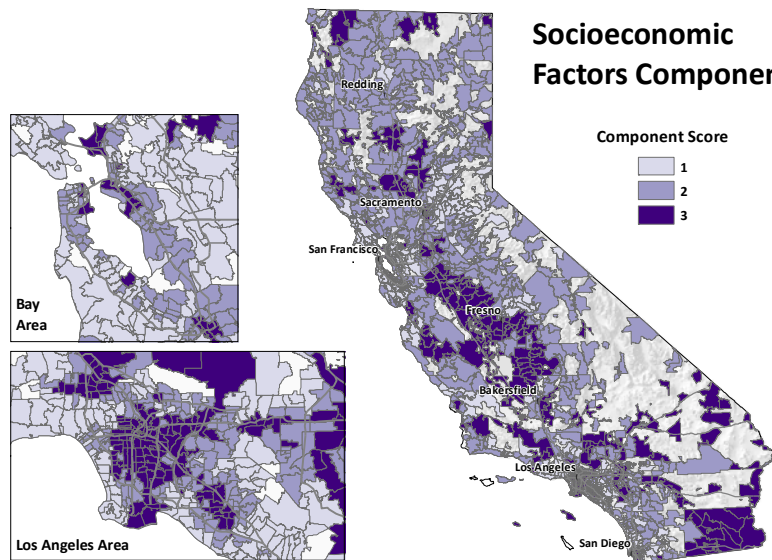 Socioeconomic
Factors Component
Component Score
1
2
3
Redding
Sacramento
San Francisco
Fresno
Bakersfield
Los Angeles
San Diego
Bay
Area
Los Angeles Area